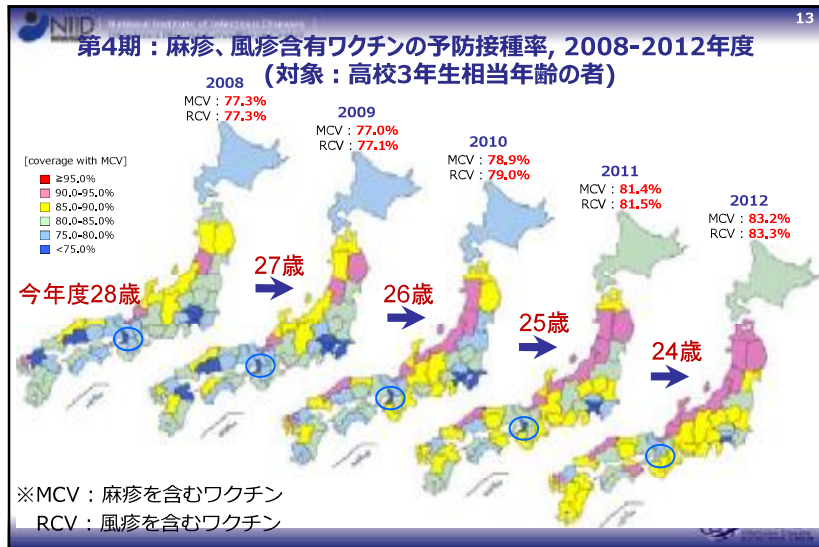 NIID National Institute of Infectious Diseases
13
第4期：麻疹、風疹含有ワクチンの予防接種率, 2008-2012年度
(対象：高校3年生相当年齢の者)
2008
MCV：77.3%
RCV：77.3%
2009
MCV：77.0%
RCV：77.1%
2010
MCV：78.9%
RCV：79.0%
2011
MCV：81.4%
RCV：81.5%
2012
MCV：83.2%
RCV：83.3%
[coverage with MCV]
≧95.0%
90.0-95.0%
85.0-90.0%
80.0-85.0%
75.0-80.0%
<75.0%
今年度28歳
27歳
26歳
25歳
24歳
※MCV：麻疹を含むワクチン
RCV：風疹を含むワクチン